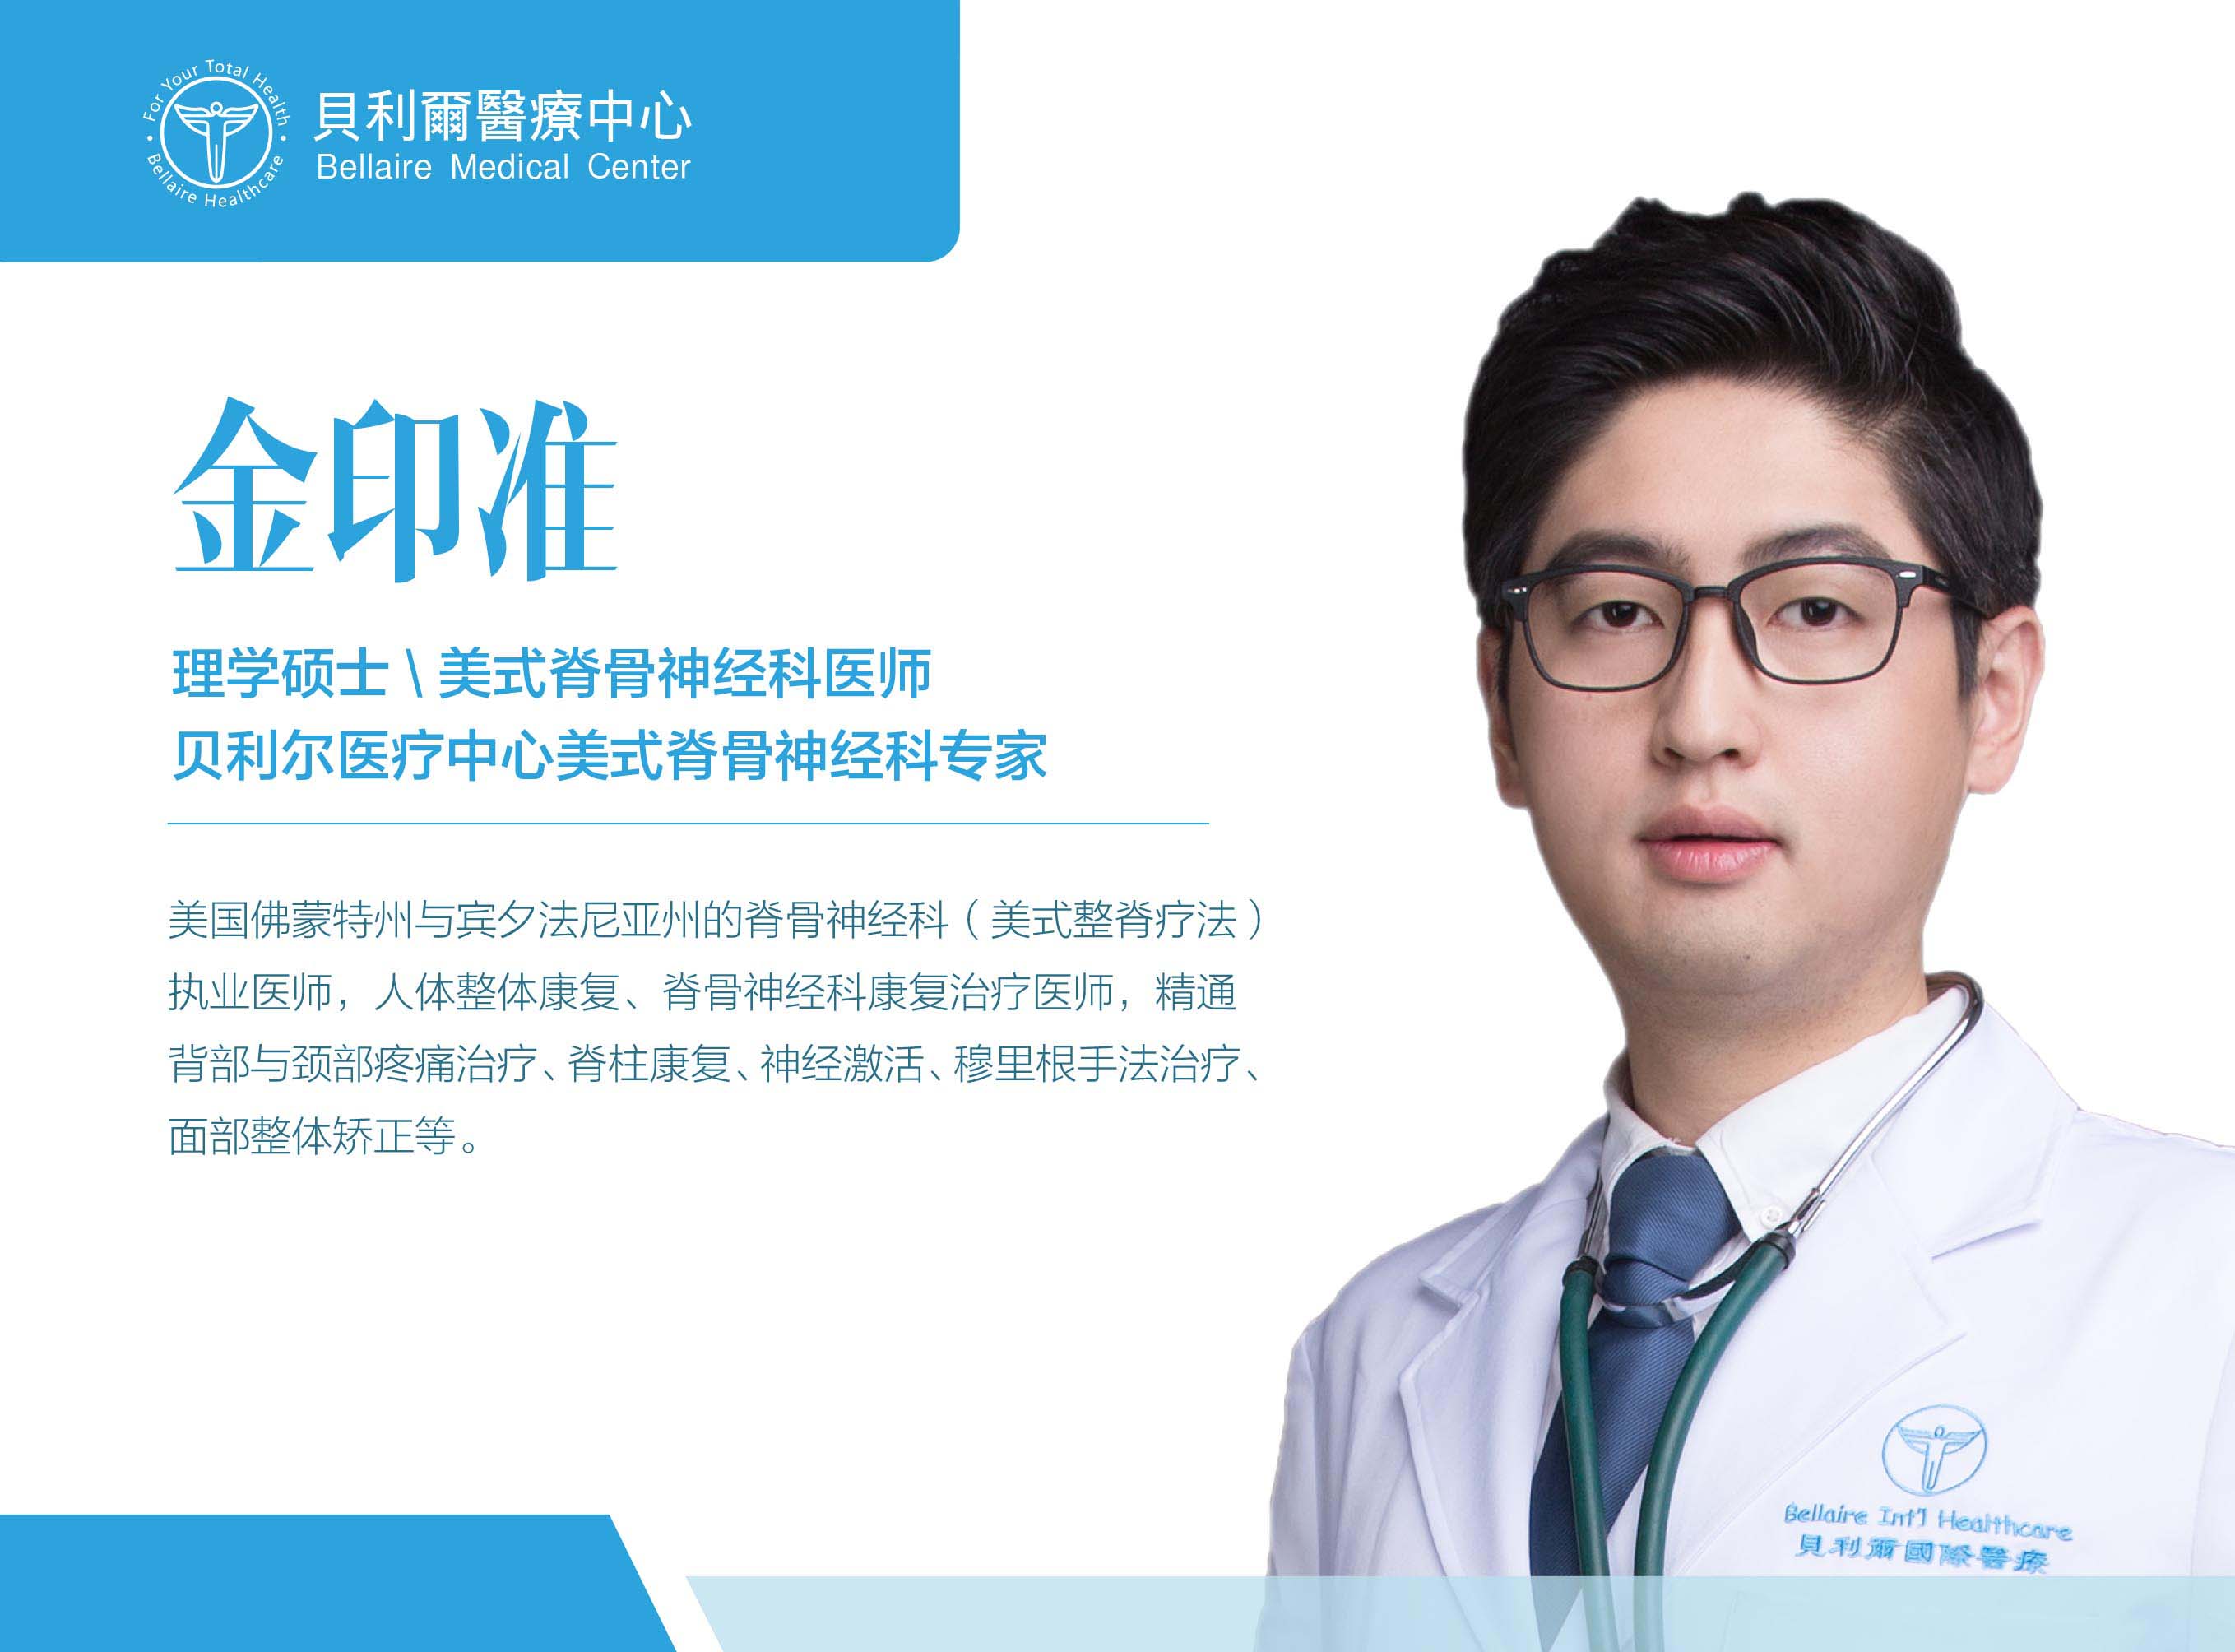 For Your Total Health
Bellaire Healthcare
貝利爾醫療中心
Bellaire Medical Center
金印准
理学硕士 \ 美式脊骨神经科医师
贝利尔医疗中心美式脊骨神经科专家
美国佛蒙特州与宾夕法尼亚州的脊骨神经科（美式整脊疗法）
执业医师，人体整体康复、脊骨神经科康复治疗医师，精通
背部与颈部疼痛治疗、脊柱康复、神经激活、穆里根手法治疗、
面部整体矫正等。
Bellaire Int'l Healthcare
貝利爾國際醫療